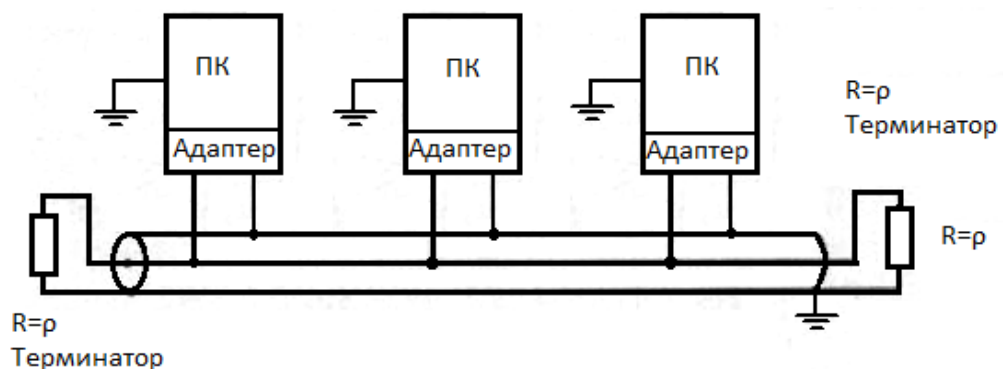 ПК
ПК
ПК
R=ρ
Терминатор
Адаптер
Адаптер
Адаптер
R=ρ
R=ρ
Терминатор